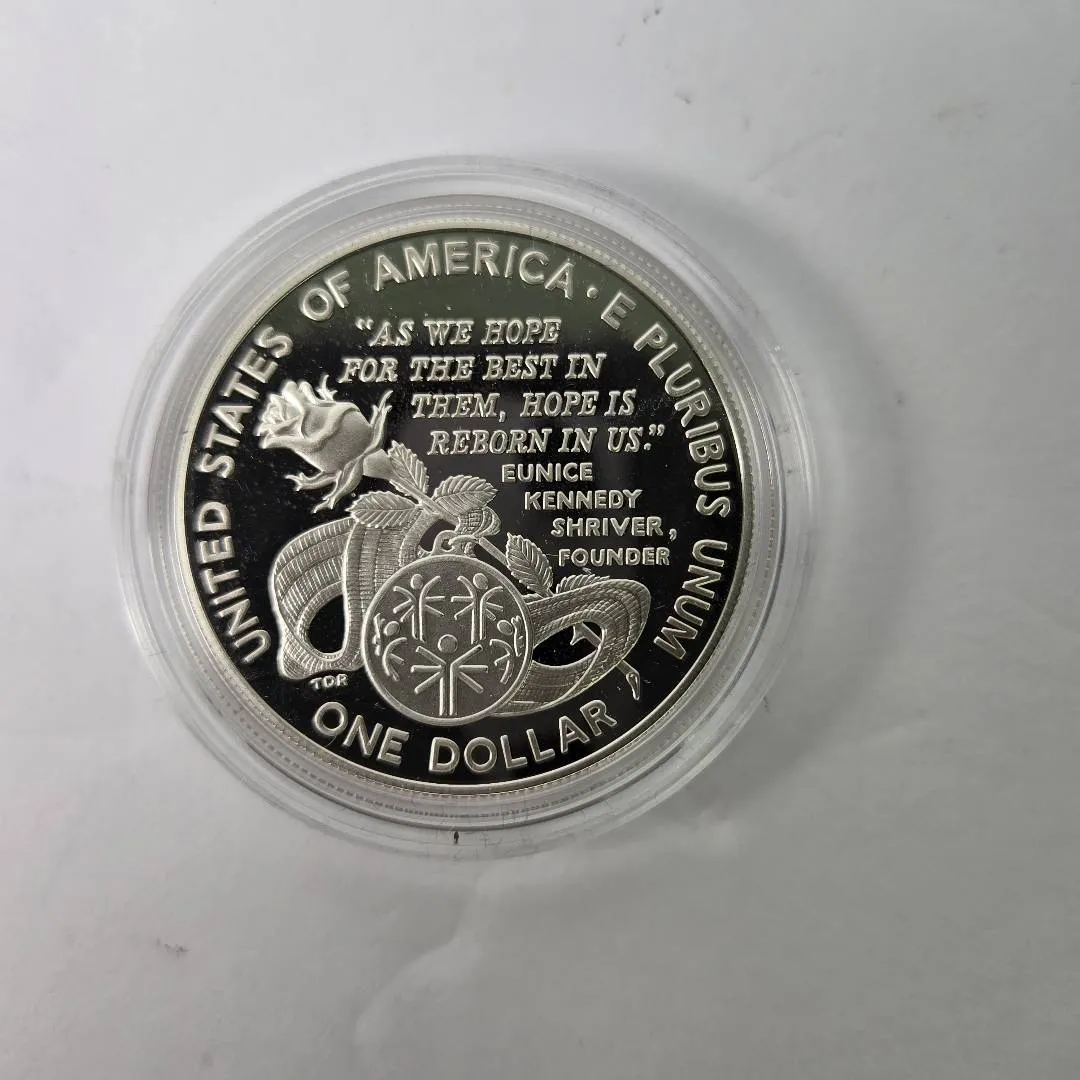 UNITED STATES OF AMERICA · E PLURIBUS UNUM
"AS WE HOPE
FOR THE BEST IN
THEM, HOPE IS
REBORN IN US."
EUNICE
KENNEDY
SHRIVER,
FOUNDER
TDR
ONE DOLLAR